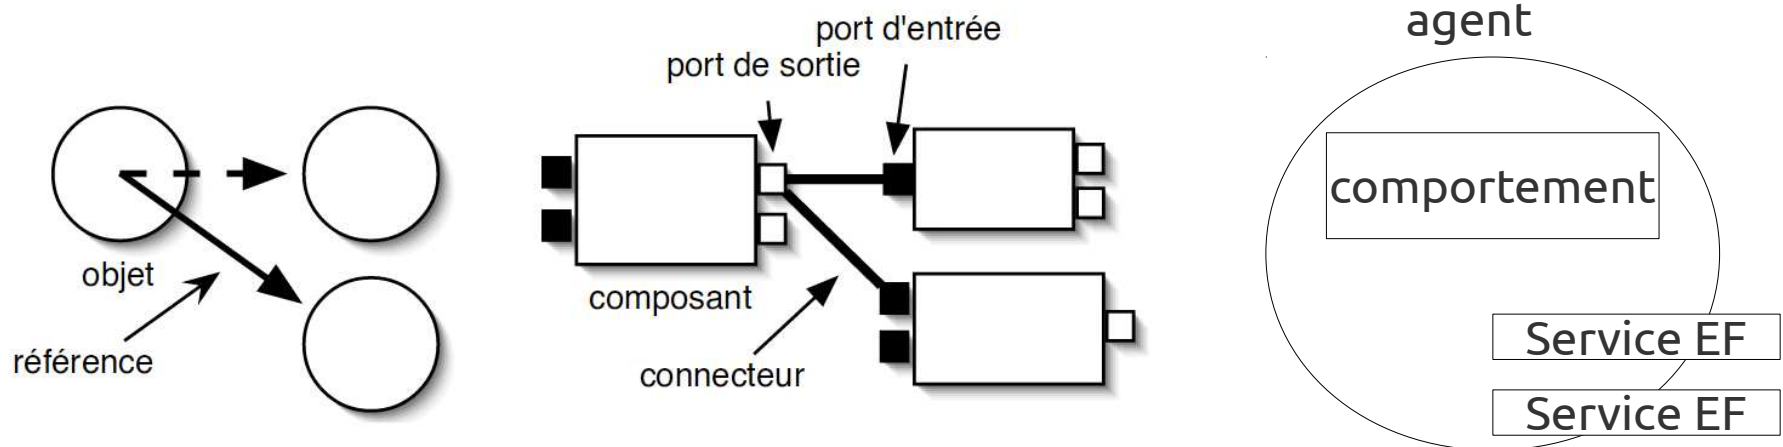 objet
référence
port d'entrée
port de sortie
composant
connecteur
agent
comportement
Service EF
Service EF